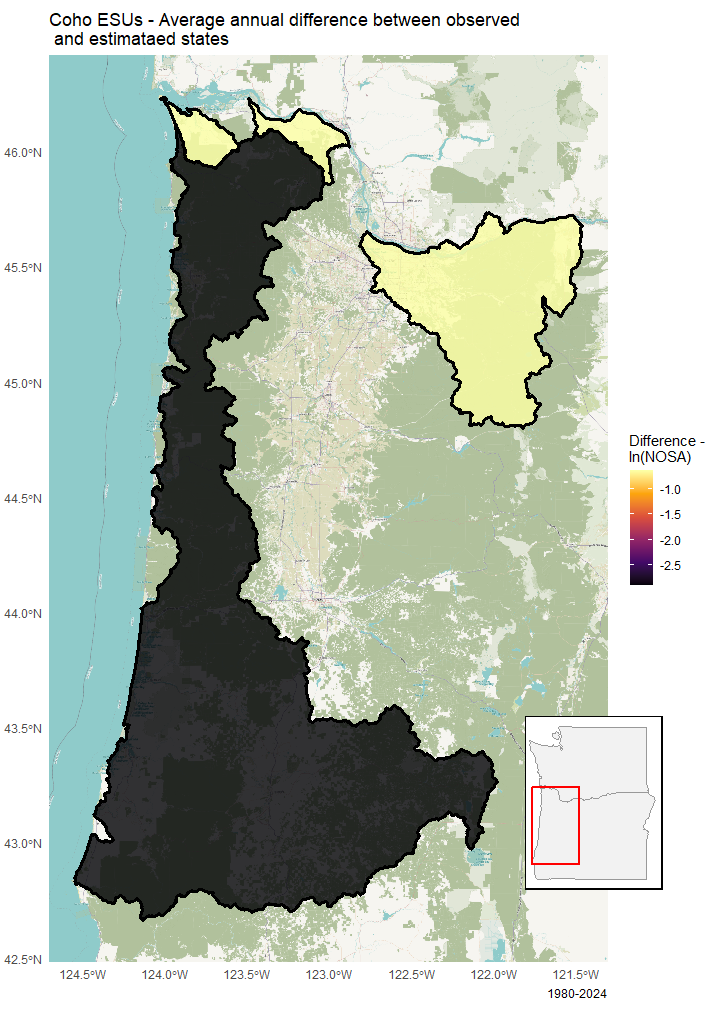 Coho ESUs - Average annual difference between observed
and estimataed states
46.0°N
45.5°N
45.0°N
44.5°N
44.0°N
43.5°N
43.0°N
42.5°N
Difference -
ln(NOSA)
-1.0
-1.5
-2.0
-2.5
124.5°W 124.0°W 123.5°W 123.0°W 122.5°W 122.0°W 121.5°W
1980-2024